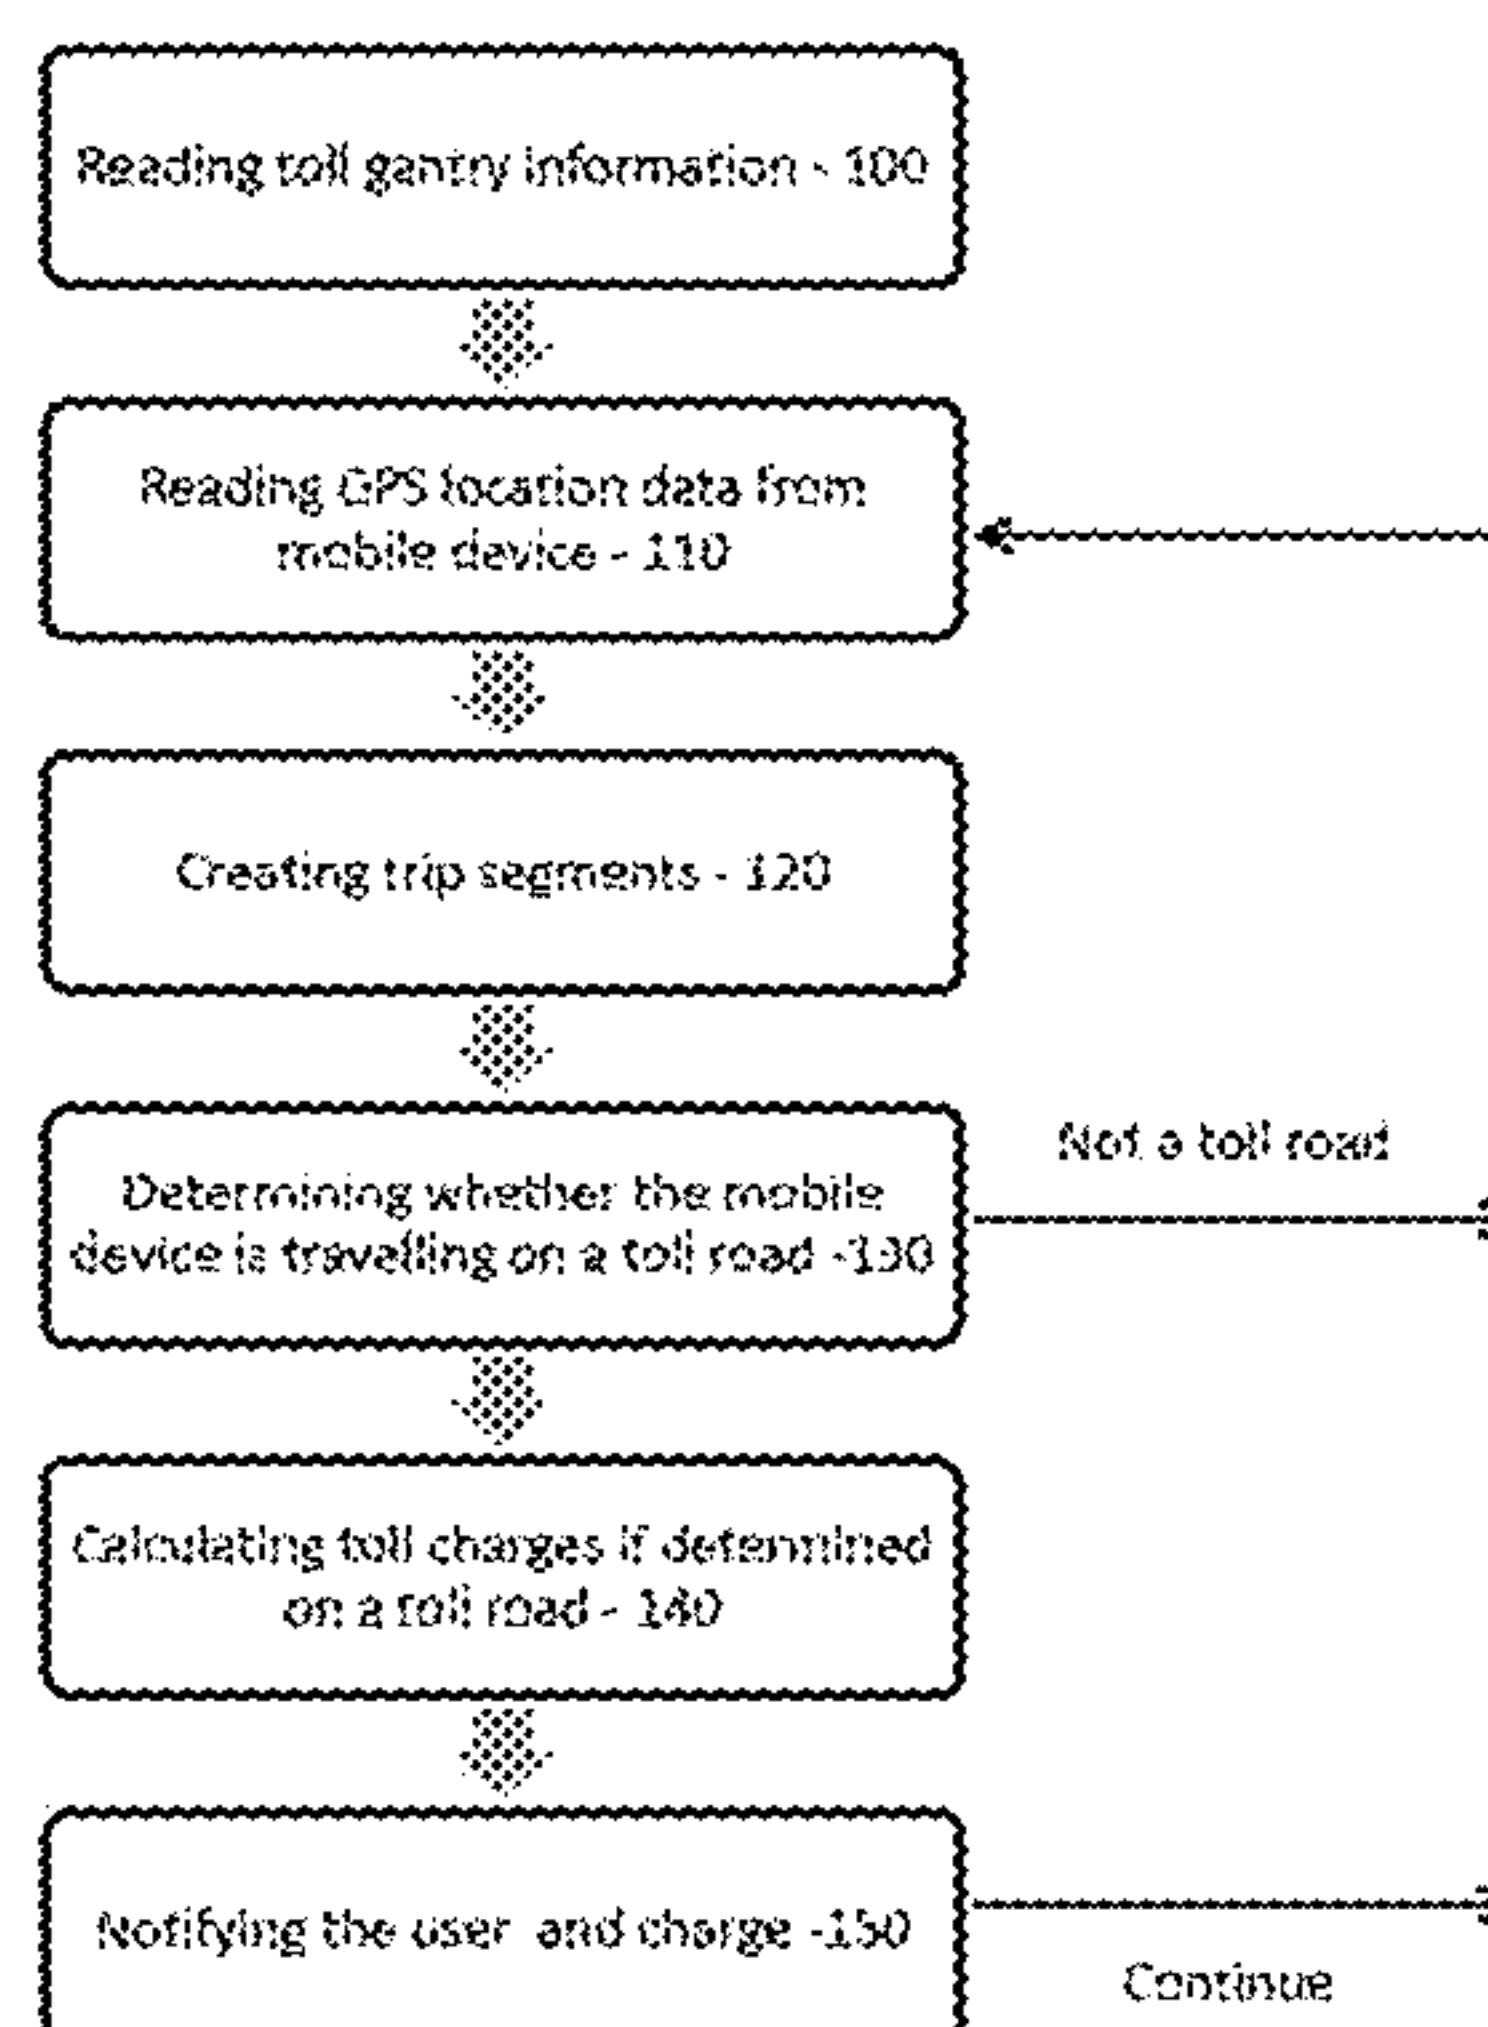 Reading toll gantry information - 100
Reading GPS location data from
mobile device - 110
Creating trip segments - 120
Not a toll road
Determining whether the mobile
device is travelling on a toll road -130
Calculating toll charges if determined
on a toll road - 140
Notifying the user and charge -150
Continue